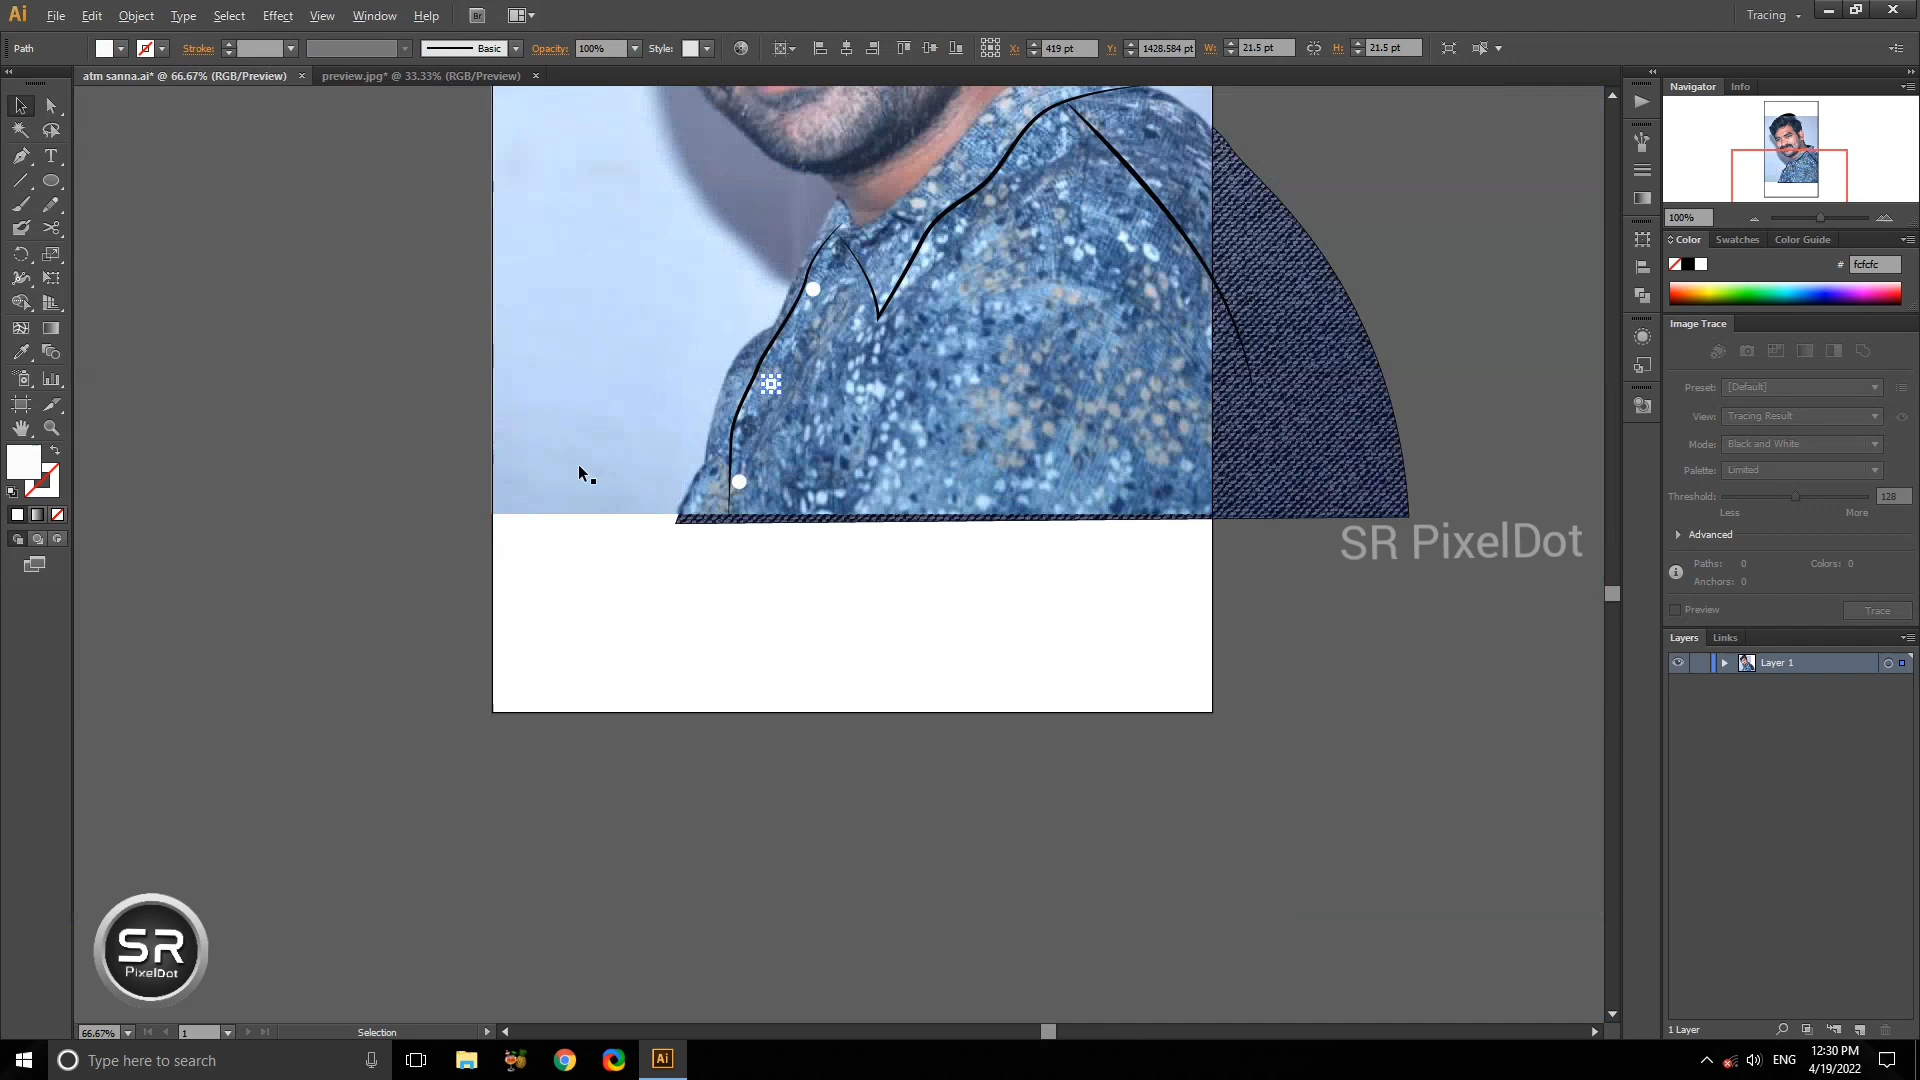 Ai File Edit Object Type Select Effect View Window Help Br Tracing
Path Stroke: Basic Opacity: 100% Style: X: 419 pt Y: 1428.584 pt W: 21.5 pt H: 21.5 pt
atm sanna.ai* @ 66.67% (RGB/Preview) preview.jpg* @ 33.33% (RGB/Preview)
Navigator Info
100%
Color Swatches Color Guide
# fcfcfc
Image Trace
Preset: [Default]
View: Tracing Result
Mode: Black and White
Palette: Limited
Threshold: 128
Less More
Advanced
Paths: 0 Colors: 0
Anchors: 0
Preview Trace
Layers Links
Layer 1
SR PixelDot
SR
PixelDot
66.67% 1 Selection
1 Layer
Type here to search
Ai
ENG
12:30 PM
4/19/2022